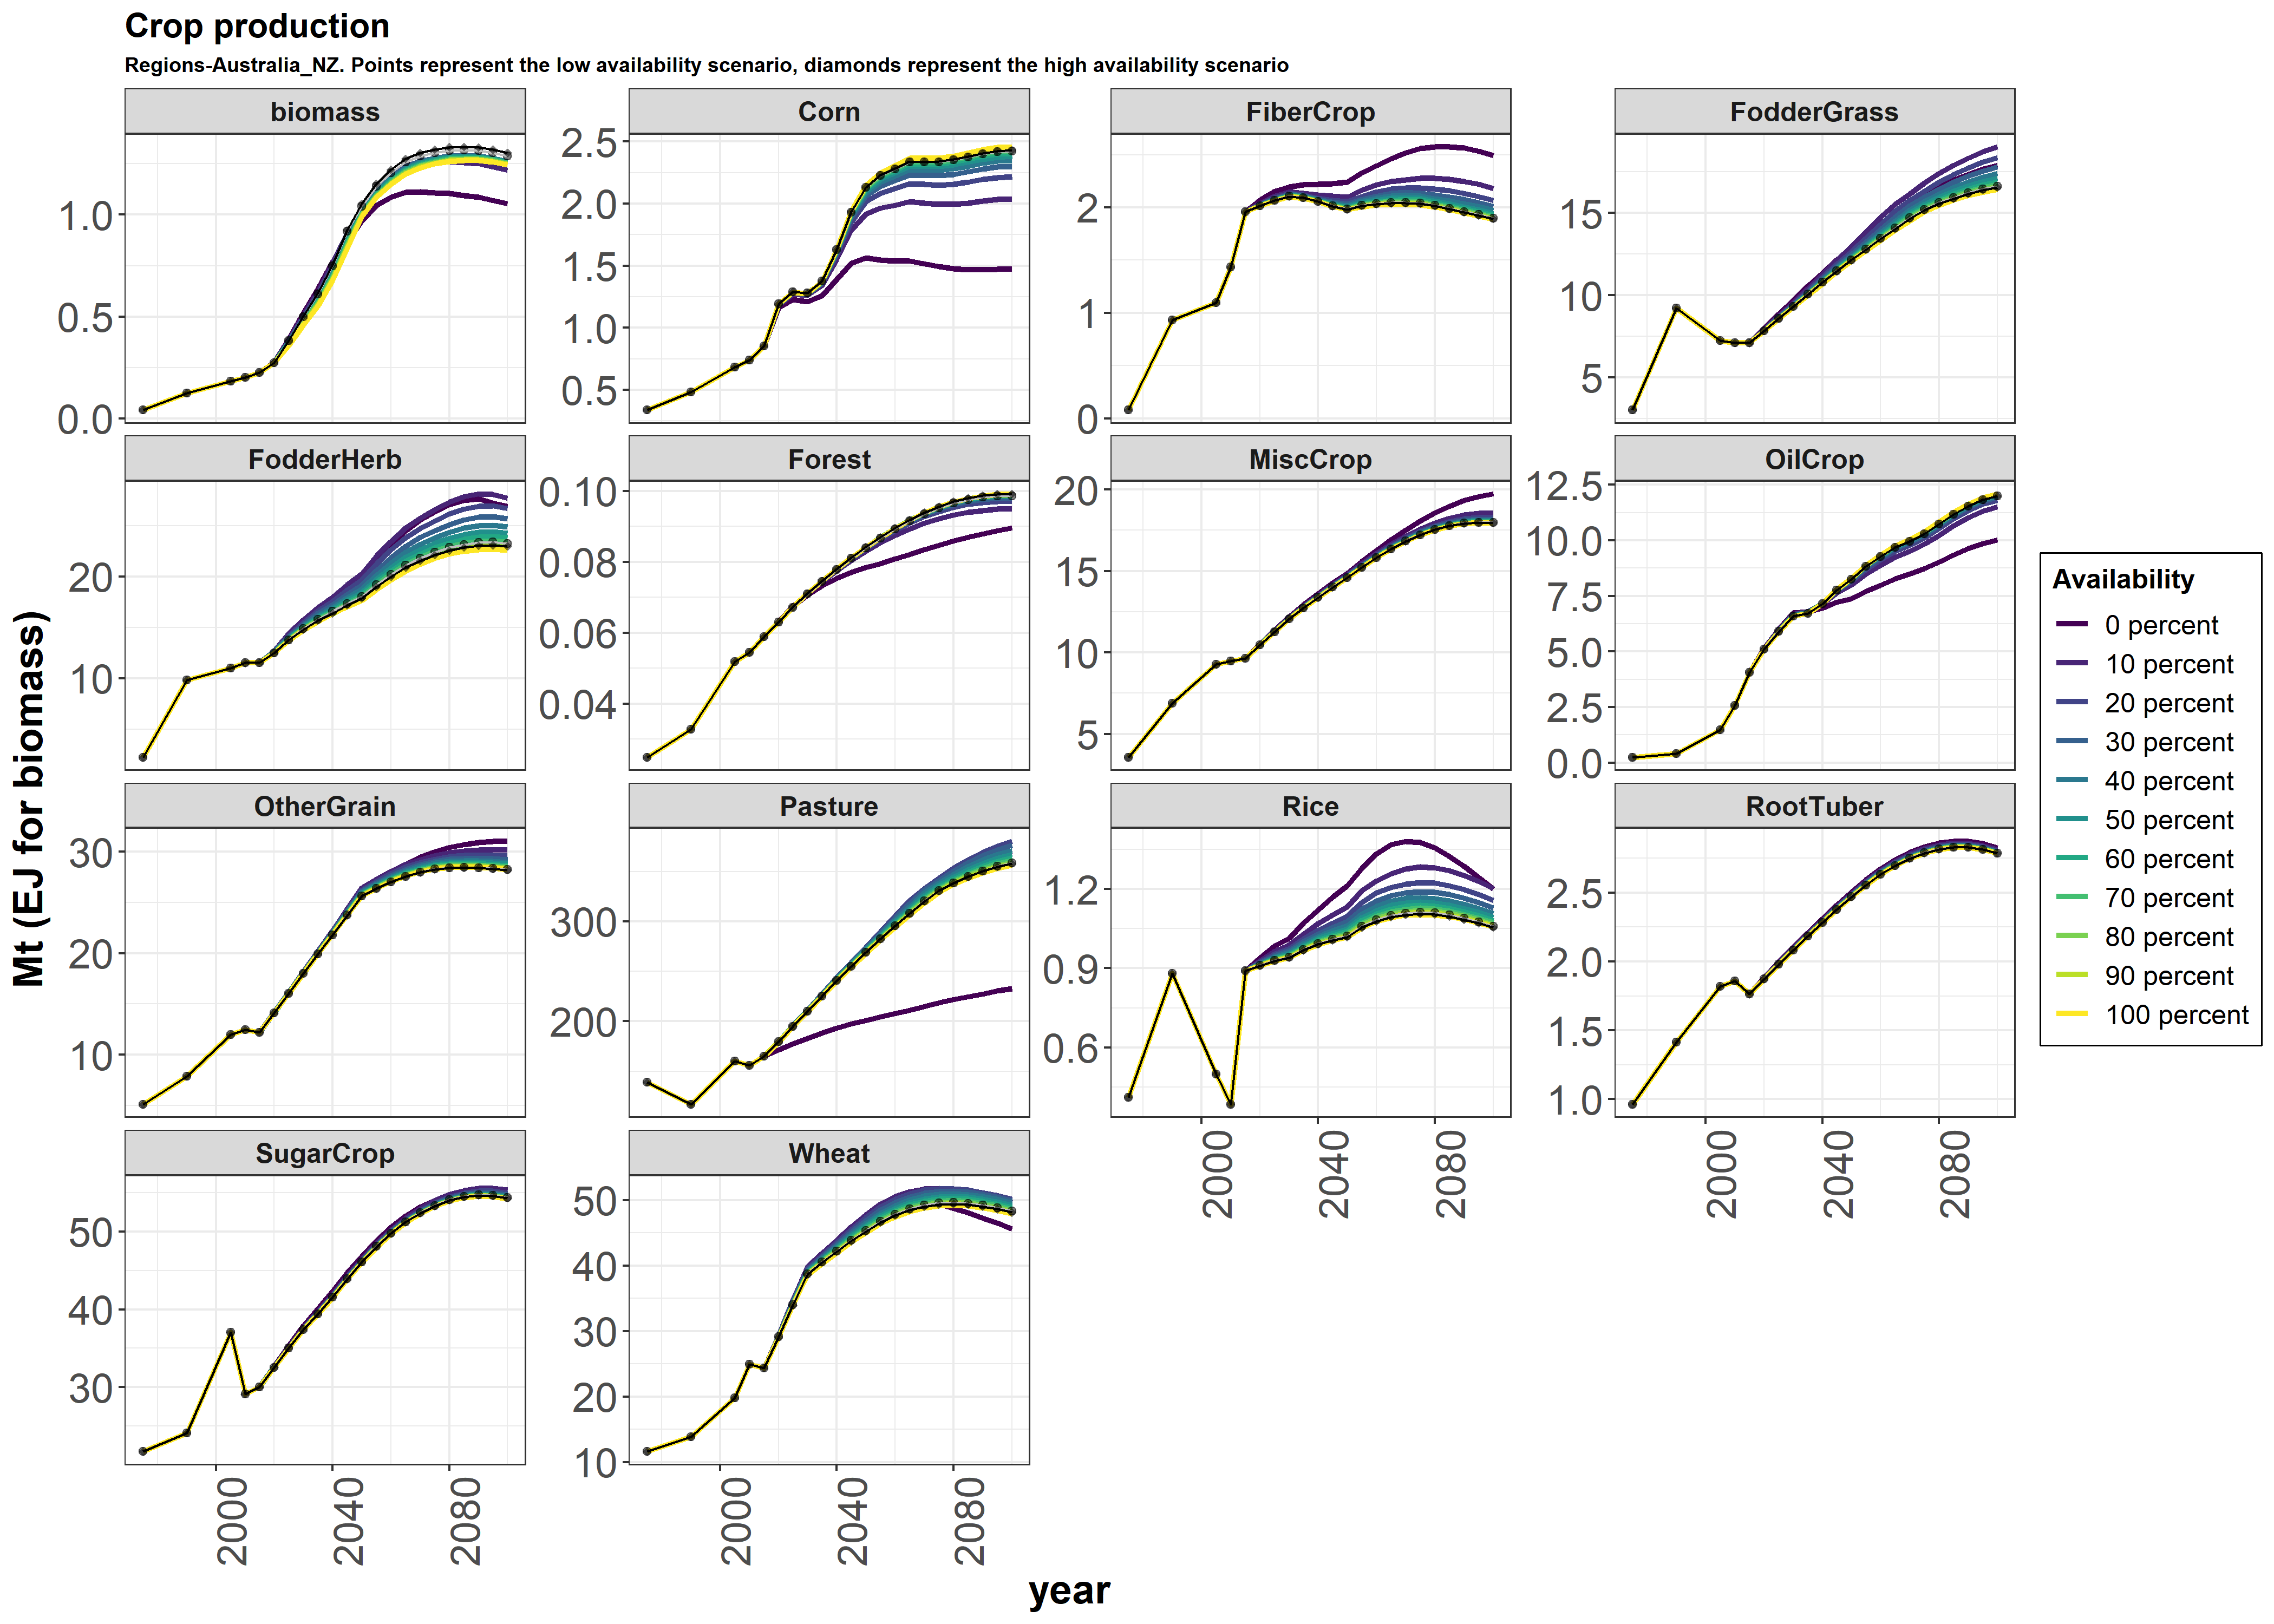 Crop production
Regions-Australia_NZ. Points represent the low availability scenario, diamonds represent the high availability scenario
Mt (EJ for biomass)
biomass
1.0
0.5
0.0
Corn
2.5
2.0
1.5
1.0
0.5
FiberCrop
2
1
0
FodderGrass
15
10
5
FodderHerb
20
10
Forest
0.10
0.08
0.06
0.04
MiscCrop
20
15
10
5
OilCrop
12.5
10.0
7.5
5.0
2.5
0.0
OtherGrain
30
20
10
Pasture
300
200
Rice
1.2
0.9
0.6
2000
2040
2080
RootTuber
2.5
2.0
1.5
1.0
2000
2040
2080
SugarCrop
50
40
30
2000
2040
2080
Wheat
50
40
30
20
10
2000
2040
2080
year
Availability
0 percent
10 percent
20 percent
30 percent
40 percent
50 percent
60 percent
70 percent
80 percent
90 percent
100 percent